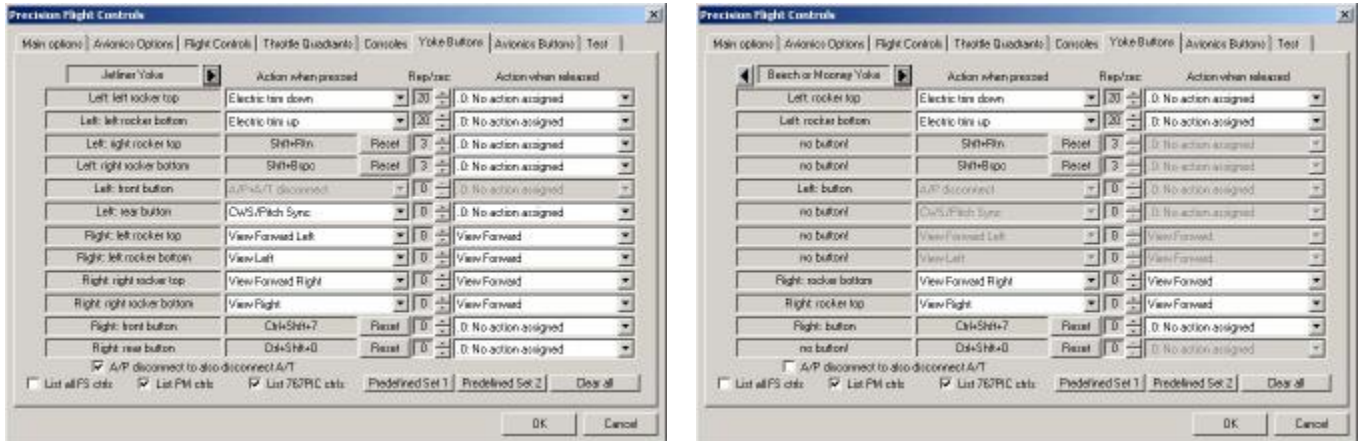 Precision Flight Controls
Main options Avionics Options Flight Controls Throttle Quadrants Consoles Yoke Buttons Avionics Buttons Test
Jetliner Yoke Action when pressed Rep/sec Action when released
Left: left rocker top Electric trim down 20 .0: No action assigned
Left: left rocker bottom Electric trim up 20 .0: No action assigned
Left: right rocker top Shft+Rtn Reset 3 .0: No action assigned
Left: right rocker bottom Shft+Bspc Reset 3 .0: No action assigned
Left: front button A/P+A/T disconnect 0 .0: No action assigned
Left: rear button CWS/Pitch Sync 0 .0: No action assigned
Right: left rocker top View Forward Left 0 View Forward
Right: left rocker bottom View Left 0 View Forward
Right: right rocker top View Forward Right 0 View Forward
Right: right rocker bottom View Right 0 View Forward
Right: front button Ctrl+Shft+7 Reset 0 .0: No action assigned
Right: rear button Ctrl+Shft+0 Reset 0 .0: No action assigned
A/P disconnect to also disconnect A/T
List all FS ctrls List PM ctrls List 767PIC ctrls Predefined Set 1 Predefined Set 2 Clear all
OK Cancel
Precision Flight Controls
Main options Avionics Options Flight Controls Throttle Quadrants Consoles Yoke Buttons Avionics Buttons Test
Beech or Mooney Yoke Action when pressed Rep/sec Action when released
Left: rocker top Electric trim down 20 .0: No action assigned
Left: rocker bottom Electric trim up 20 .0: No action assigned
no button! Shft+Rtn Reset 3 .0: No action assigned
no button! Shft+Bspc Reset 3 .0: No action assigned
Left: button A/P disconnect 0 .0: No action assigned
no button! CWS/Pitch Sync 0 .0: No action assigned
no button! View Forward Left 0 View Forward
no button! View Left 0 View Forward
Right: rocker bottom View Forward Right 0 View Forward
Right: rocker top View Right 0 View Forward
Right: button Ctrl+Shft+7 Reset 0 .0: No action assigned
no button! Ctrl+Shft+0 Reset 0 .0: No action assigned
A/P disconnect to also disconnect A/T
List all FS ctrls List PM ctrls List 767PIC ctrls Predefined Set 1 Predefined Set 2 Clear all
OK Cancel